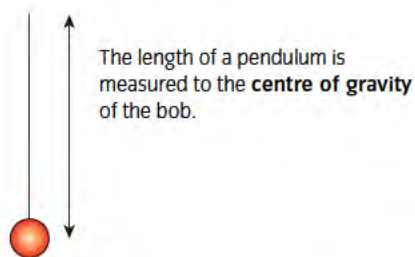 The length of a pendulum is
measured to the centre of gravity
of the bob.